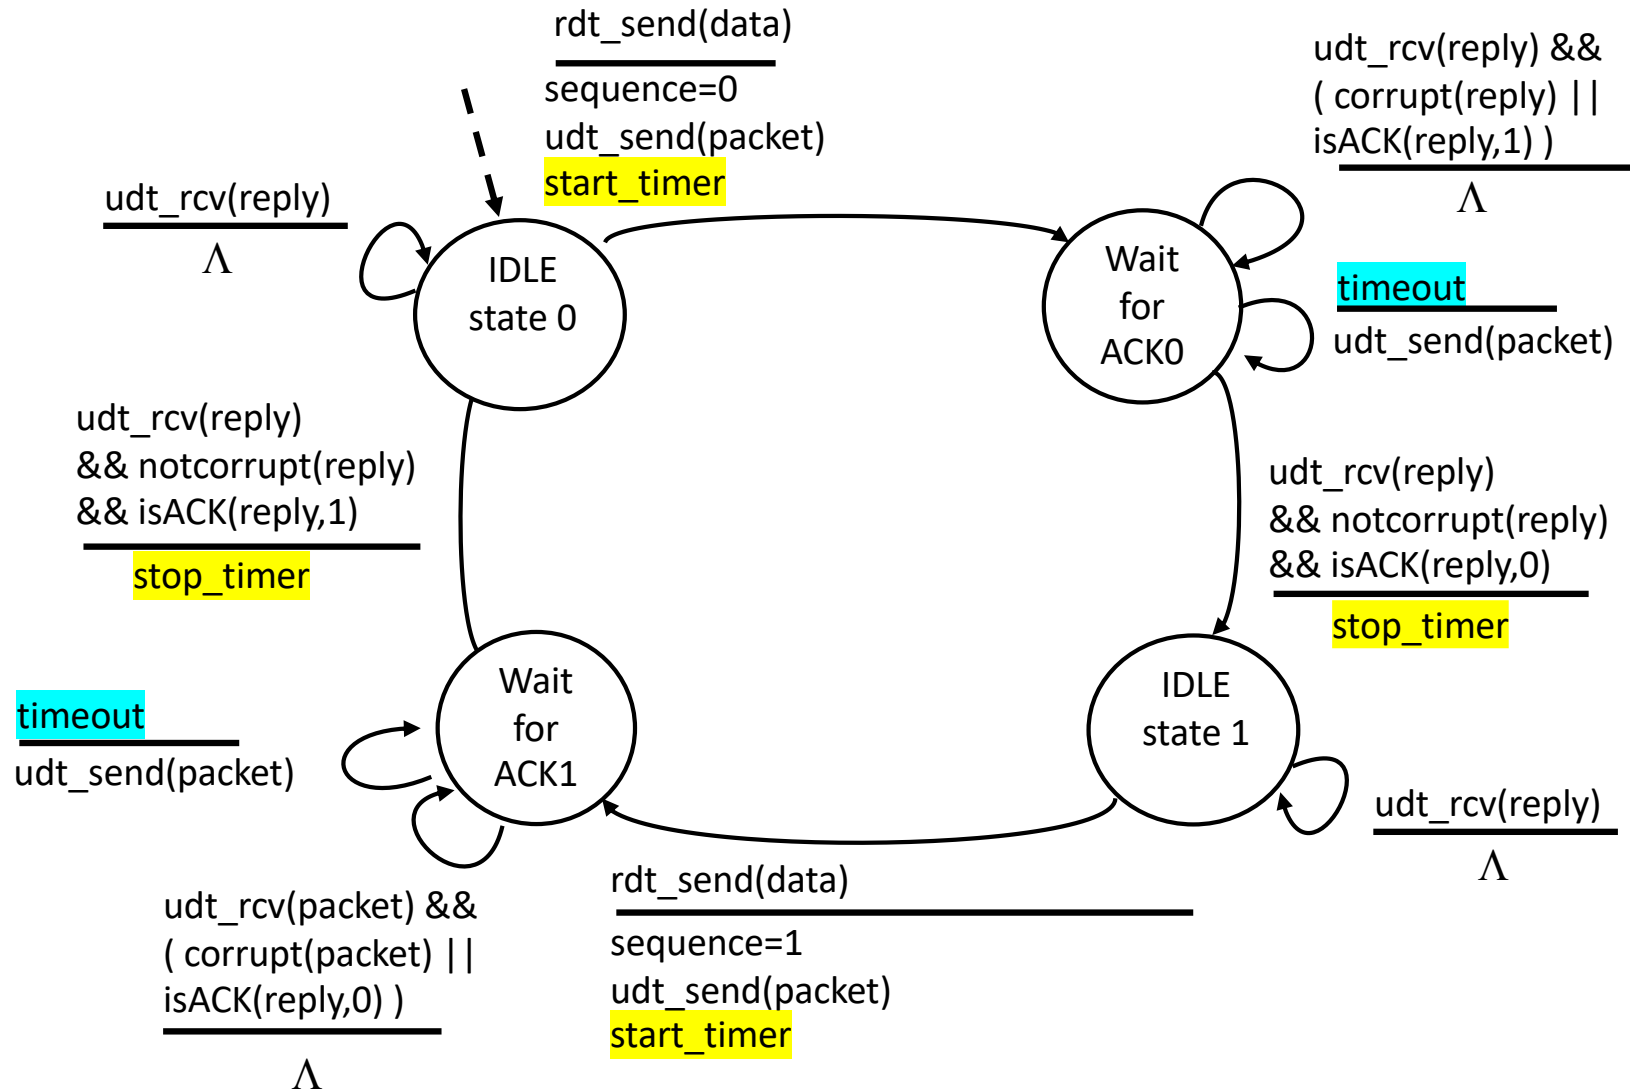 rdt_send(data)
sequence=0
udt_send(packet)
start_timer
udt_rcv(reply) &&
( corrupt(reply) ||
isACK(reply,1) )
Λ
udt_rcv(reply)
Λ
IDLE
state 0
Wait
for
ACK0
timeout
udt_send(packet)
udt_rcv(reply)
&& notcorrupt(reply)
&& isACK(reply,1)
stop_timer
udt_rcv(reply)
&& notcorrupt(reply)
&& isACK(reply,0)
stop_timer
Wait
for
ACK1
IDLE
state 1
timeout
udt_send(packet)
udt_rcv(reply)
Λ
udt_rcv(packet) &&
( corrupt(packet) ||
isACK(reply,0) )
Λ
rdt_send(data)
sequence=1
udt_send(packet)
start_timer